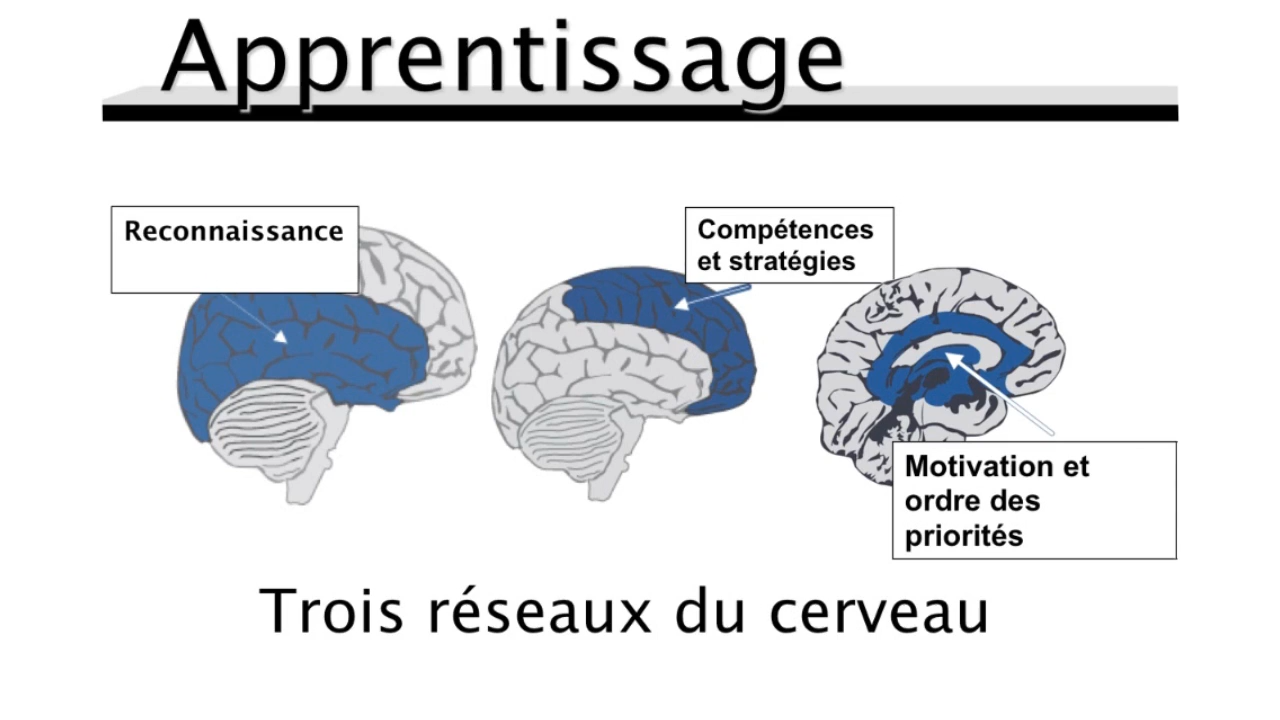 Apprentissage
Reconnaissance
Compétences
et stratégies
Motivation et
ordre des
priorités
Trois réseaux du cerveau